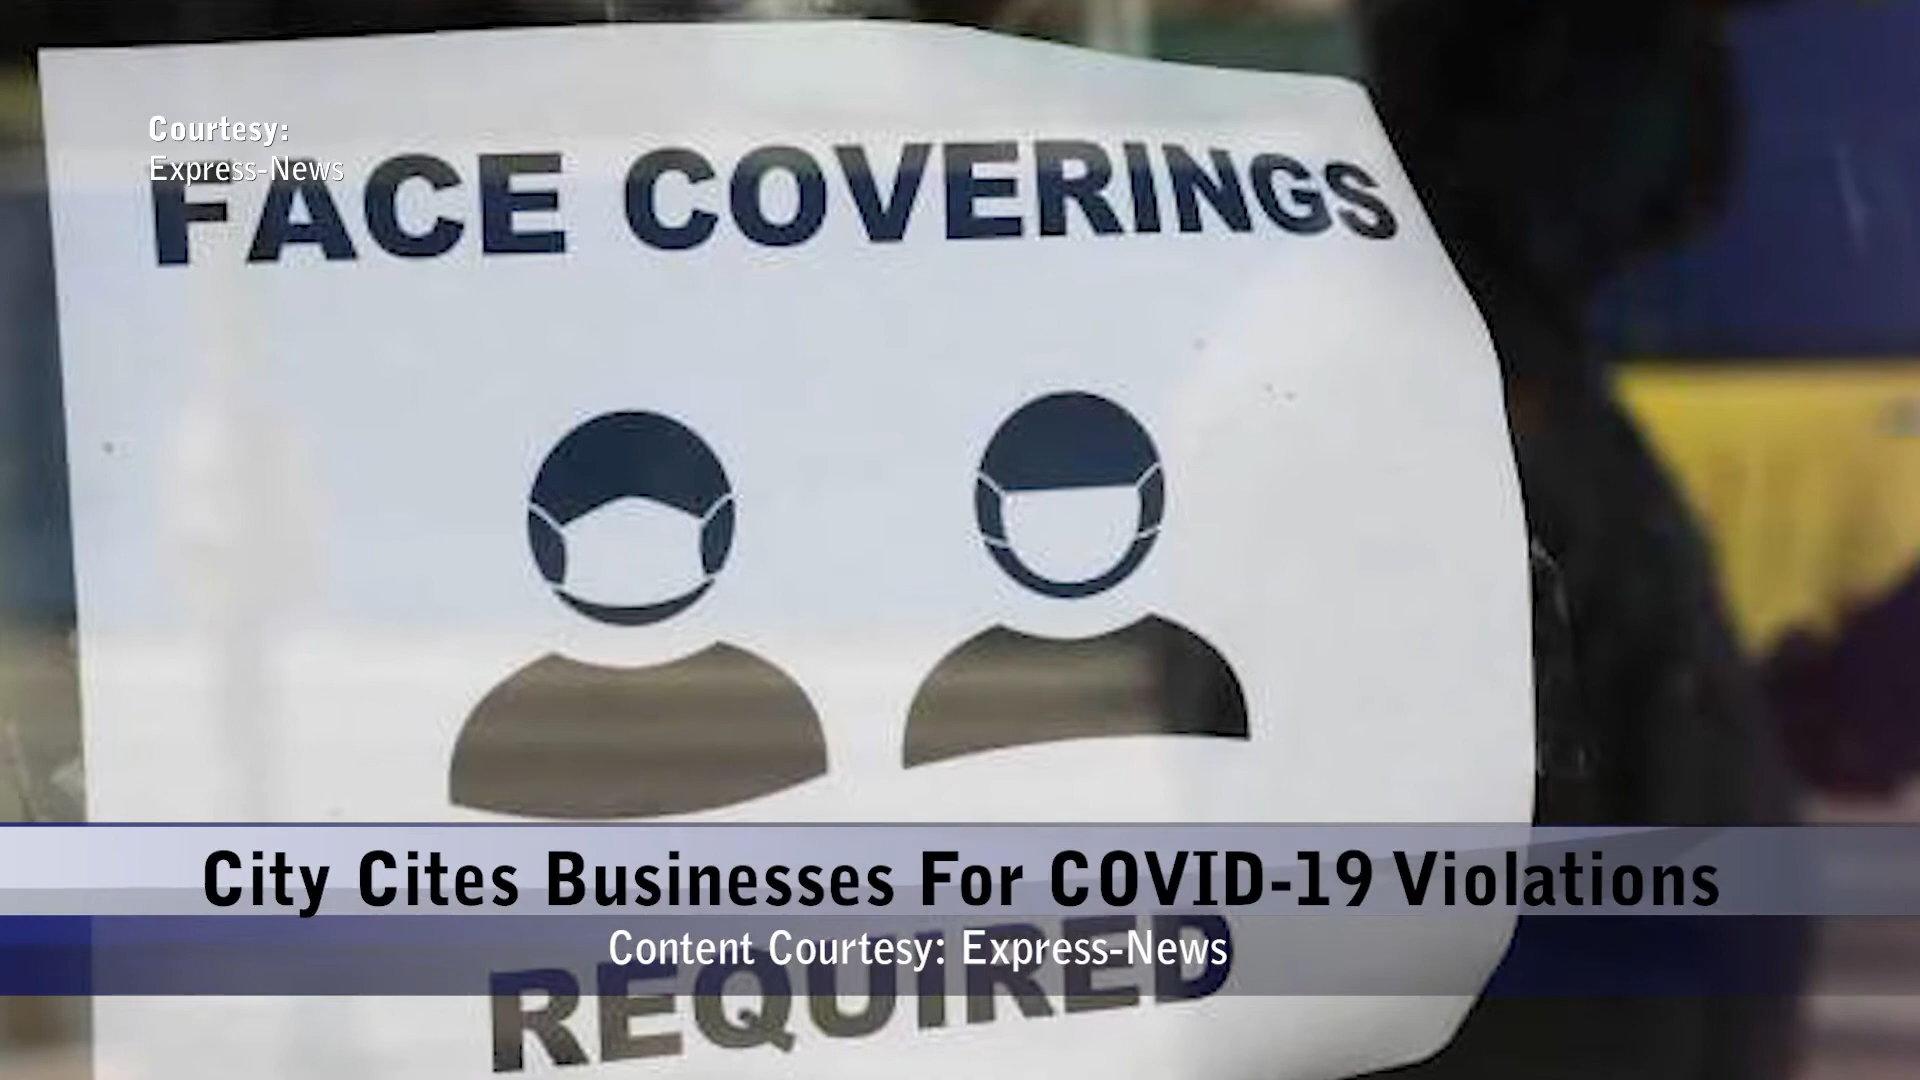 Courtesy:
Express-News
FACE COVERINGS
City Cites Businesses For COVID-19 Violations
Content Courtesy: Express-News
REQUIRED